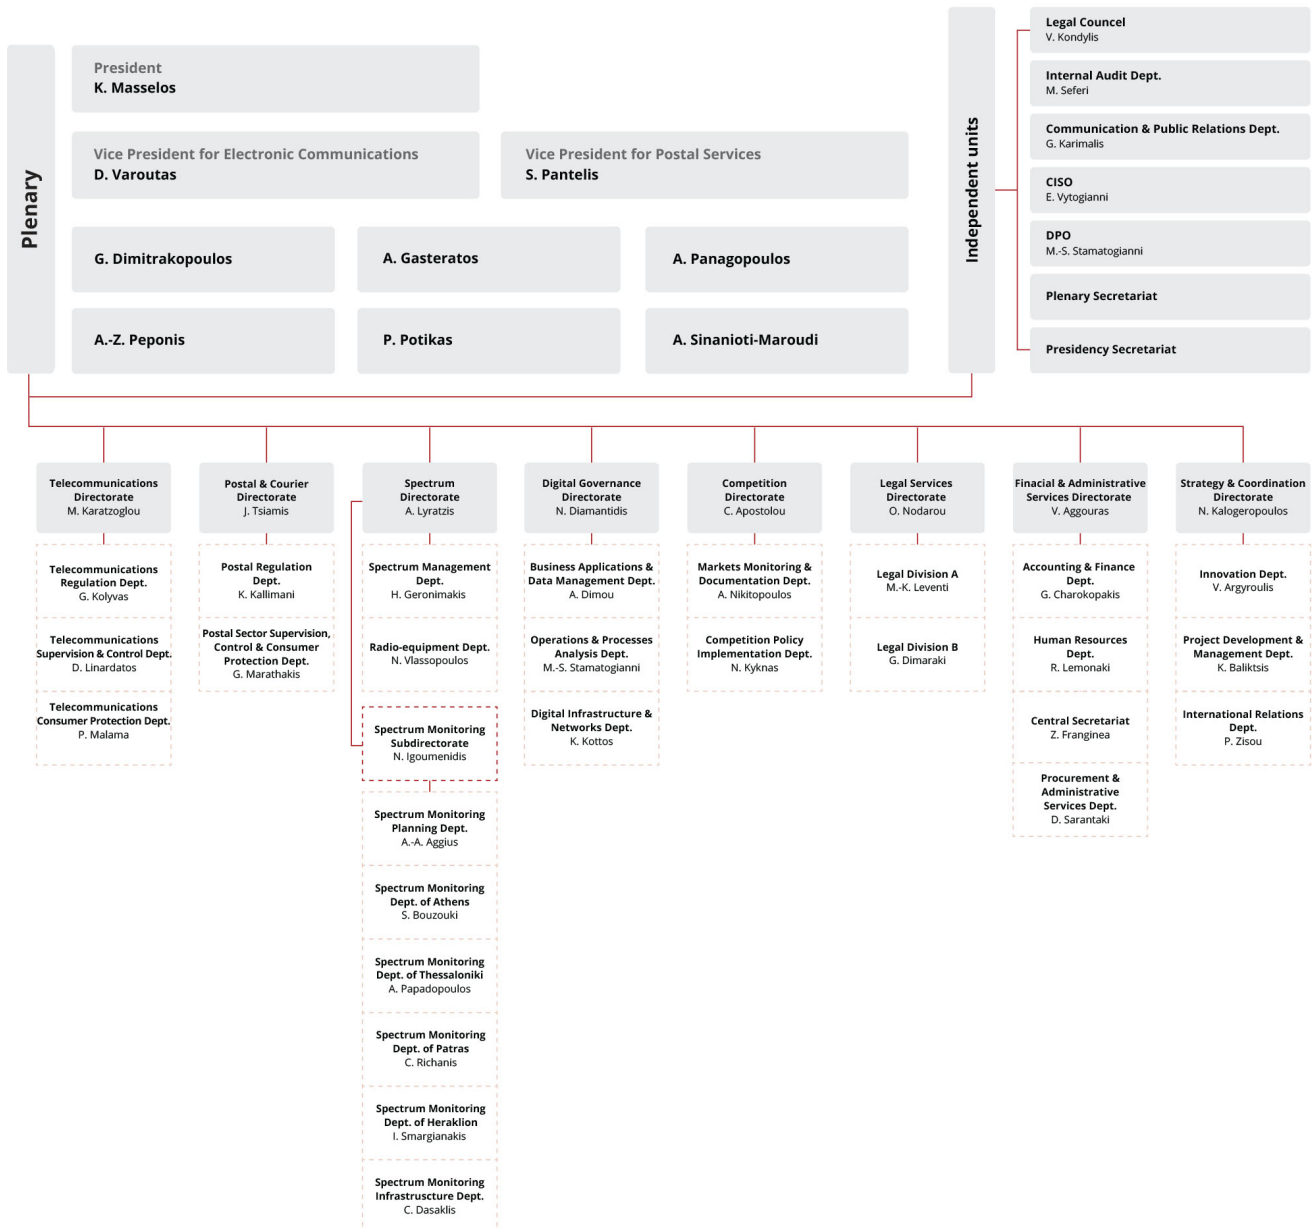 Plenary
President
K. Masselos
Vice President for Electronic Communications
D. Varoutas
Vice President for Postal Services
S. Pantelis
G. Dimitrakopoulos
A. Gasteratos
A. Panagopoulos
A.-Z. Peponis
P. Potikas
A. Sinanioti-Maroudi
Independent units
Legal Councel
V. Kondylis
Internal Audit Dept.
M. Seferi
Communication & Public Relations Dept.
G. Karimalis
CISO
E. Vytogianni
DPO
M.-S. Stamatogianni
Plenary Secretariat
Presidency Secretariat
Telecommunications
Directorate
M. Karatzoglou
Telecommunications
Regulation Dept.
G. Kolyvas
Telecommunications
Supervision & Control Dept.
D. Linardatos
Telecommunications
Consumer Protection Dept.
P. Malama
Postal & Courier
Directorate
J. Tsiamis
Postal Regulation
Dept.
K. Kallimani
Postal Sector Supervision,
Control & Consumer
Protection Dept.
G. Marathakis
Spectrum
Directorate
A. Lyratzis
Spectrum Management
Dept.
H. Geronimakis
Radio-equipment Dept.
N. Vlassopoulos
Spectrum Monitoring
Subdirectorate
N. Igoumenidis
Spectrum Monitoring
Planning Dept.
A.-A. Aggius
Spectrum Monitoring
Dept. of Athens
S. Bouzouki
Spectrum Monitoring
Dept. of Thessaloniki
A. Papadopoulos
Spectrum Monitoring
Dept. of Patras
C. Richanis
Spectrum Monitoring
Dept. of Heraklion
I. Smargianakis
Spectrum Monitoring
Infrastruscture Dept.
C. Dasaklis
Digital Governance
Directorate
N. Diamantidis
Business Applications &
Data Management Dept.
A. Dimou
Operations & Processes
Analysis Dept.
M.-S. Stamatogianni
Digital Infrastructure &
Networks Dept.
K. Kottos
Competition
Directorate
C. Apostolou
Markets Monitoring &
Documentation Dept.
A. Nikitopoulos
Competition Policy
Implementation Dept.
N. Kyknas
Legal Services
Directorate
O. Nodarou
Legal Division A
M.-K. Leventi
Legal Division B
G. Dimaraki
Finacial & Administrative
Services Directorate
V. Aggouras
Accounting & Finance
Dept.
G. Charokopakis
Human Resources
Dept.
R. Lemonaki
Central Secretariat
Z. Franginea
Procurement &
Administrative
Services Dept.
D. Sarantaki
Strategy & Coordination
Directorate
N. Kalogeropoulos
Innovation Dept.
V. Argyroulis
Project Development &
Management Dept.
K. Baliktsis
International Relations
Dept.
P. Zisou